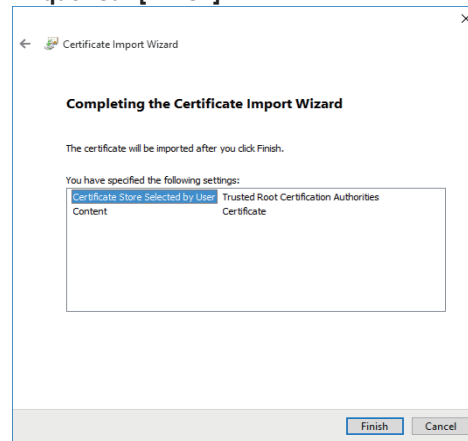 Certificate Import Wizard
Completing the Certificate Import Wizard
The certificate will be imported after you click Finish.
You have specified the following settings:
Certificate Store Selected by User Trusted Root Certification Authorities
Content Certificate
Finish Cancel